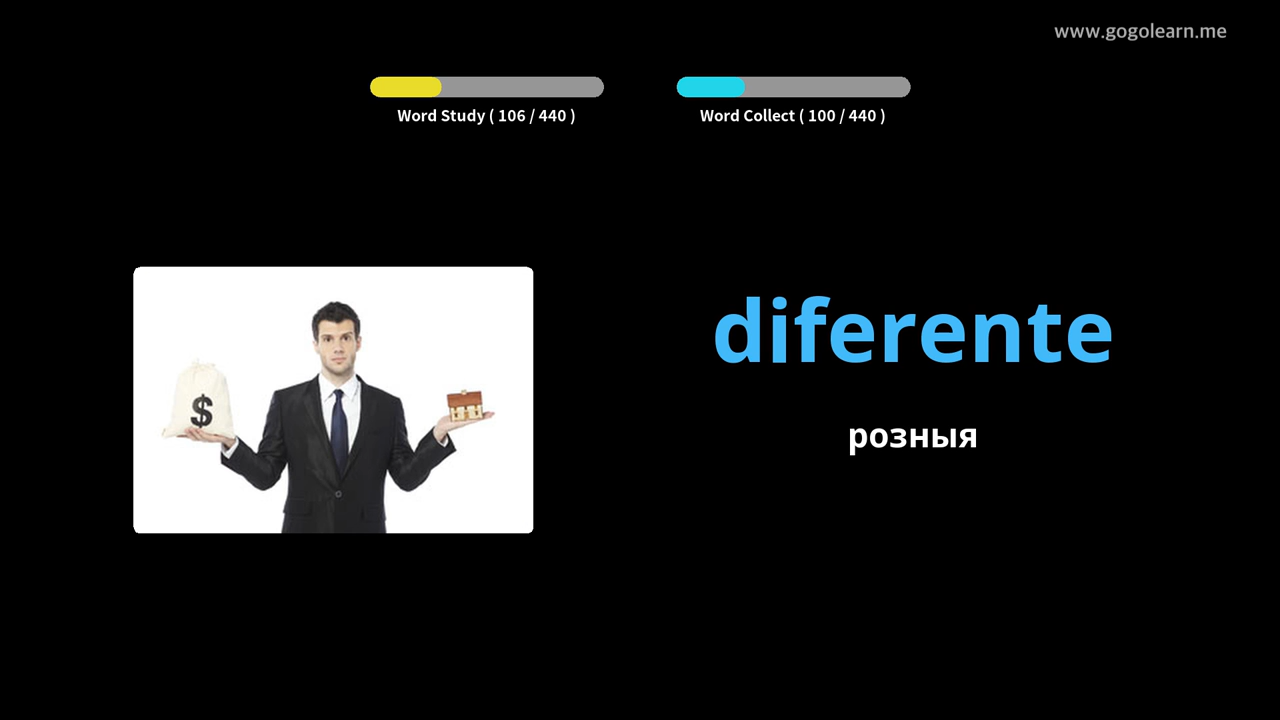 www.gogolearn.me
Word Study ( 106 / 440 )
Word Collect ( 100 / 440 )
$
diferente
розныя